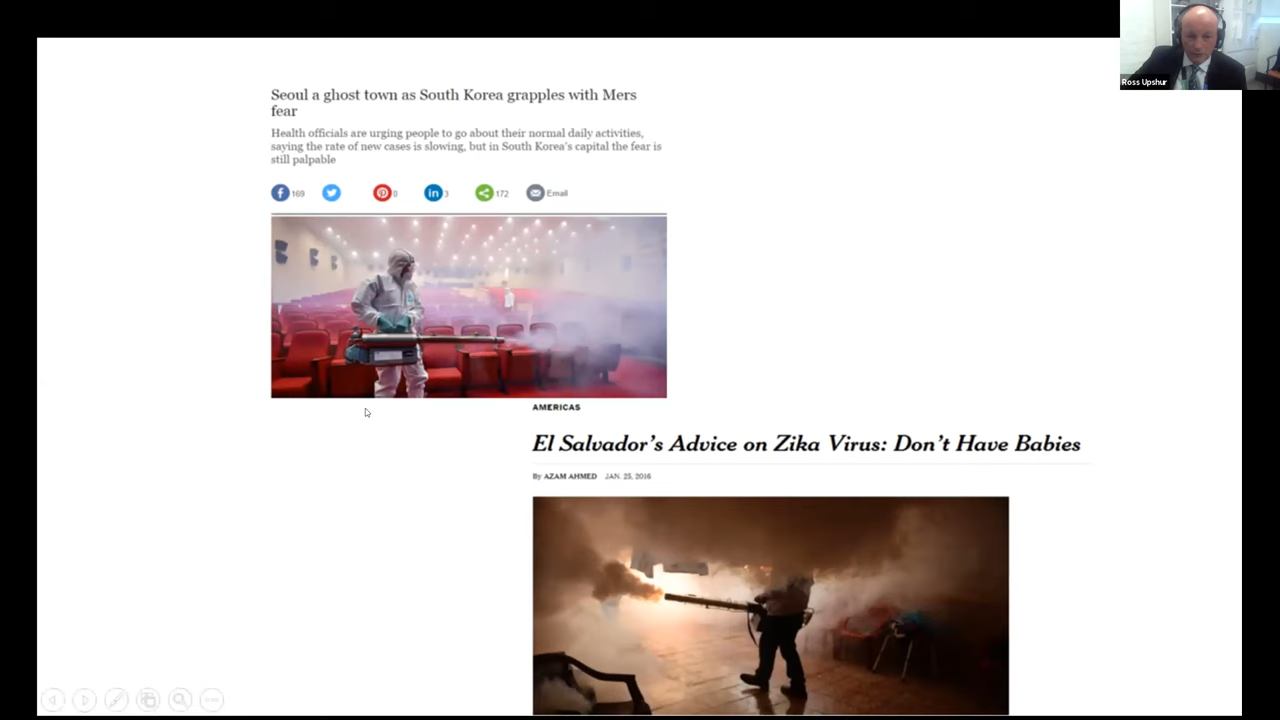 Ross Upshur
Seoul a ghost town as South Korea grapples with Mers
fear
Health officials are urging people to go about their normal daily activities,
saying the rate of new cases is slowing, but in South Korea's capital the fear is
still palpable
169 0 3 172 Email
AMERICAS
El Salvador's Advice on Zika Virus: Don't Have Babies
By AZAM AHMED JAN. 25, 2016